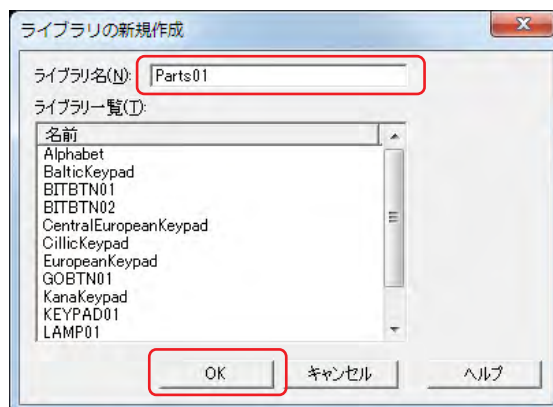 ライブラリの新規作成
ライブラリ名(N): Parts01
ライブラリ一覧(T):
名前
Alphabet
BalticKeypad
BITBTN01
BITBTN02
CentralEuropeanKeypad
CillicKeypad
EuropeanKeypad
GOBTN01
KanaKeypad
KEYPAD01
LAMP01
OK キャンセル ヘルプ